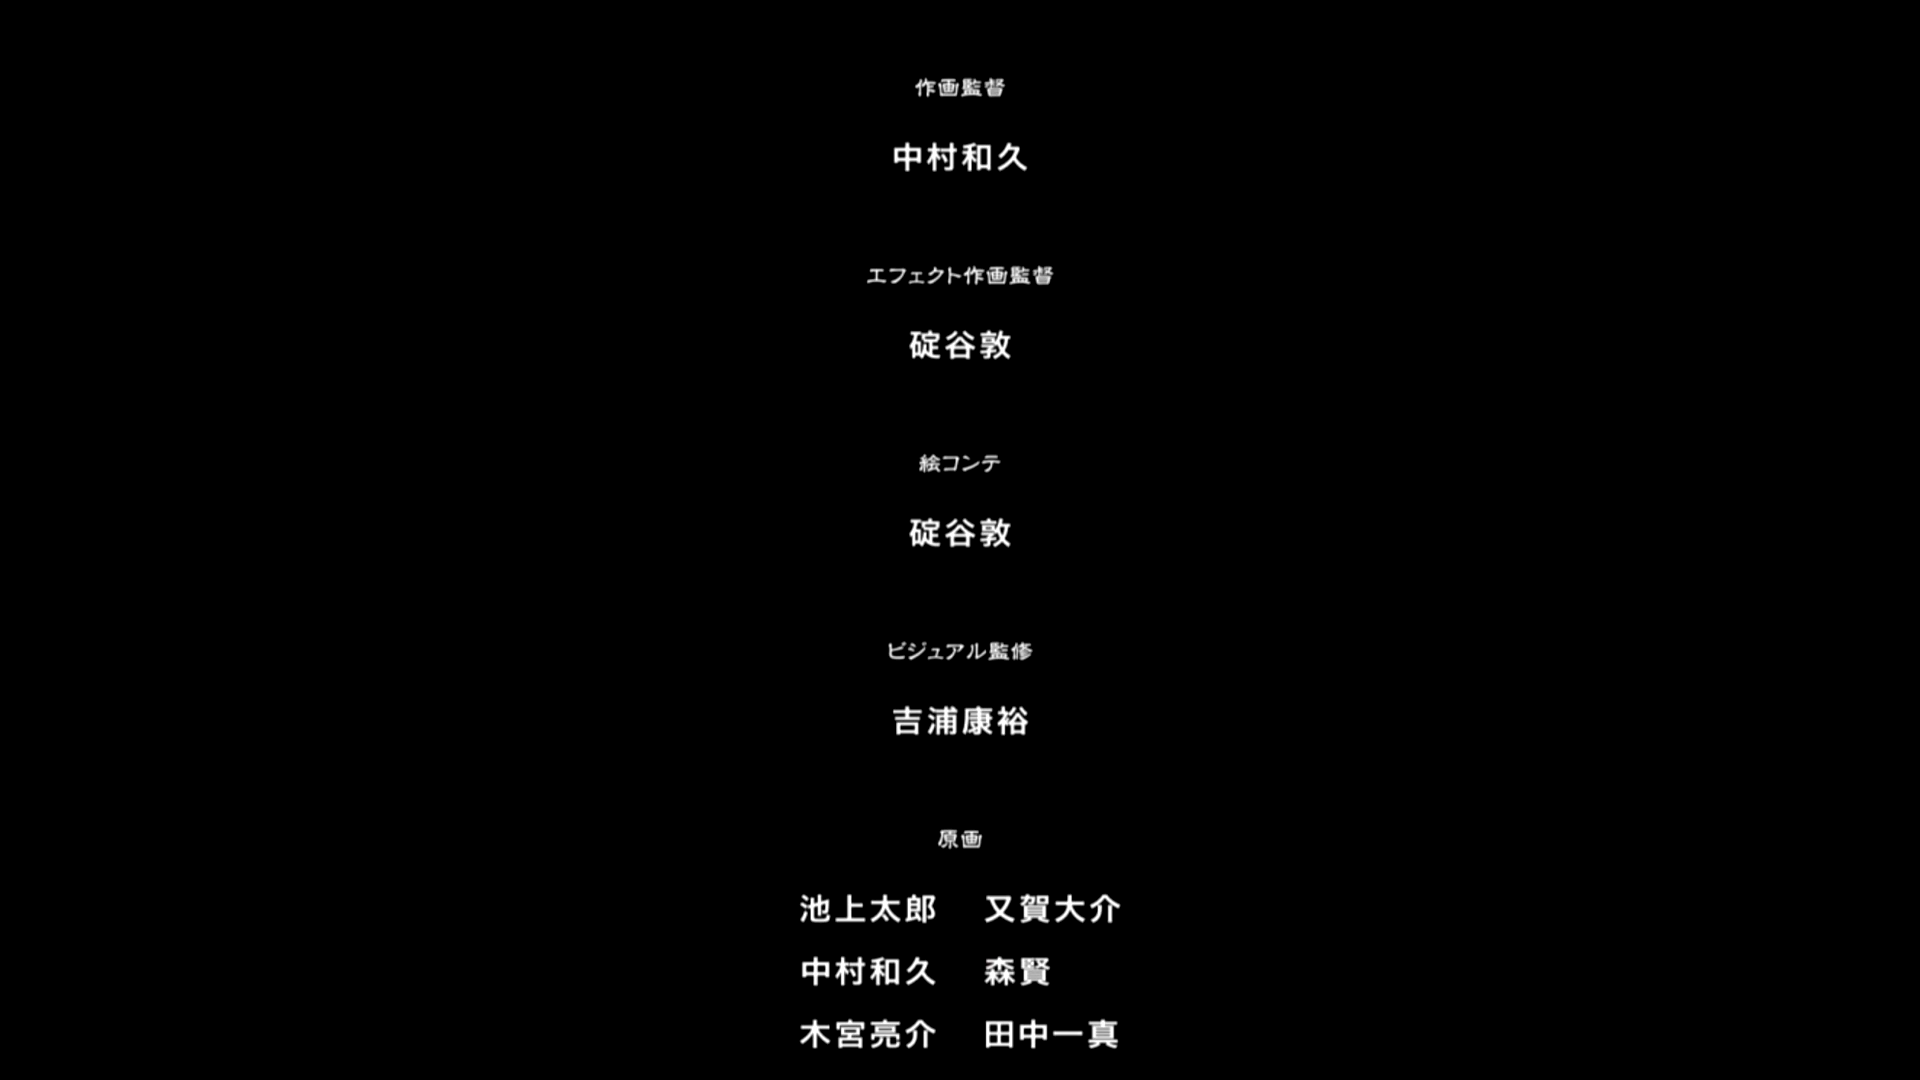 作画監督
中村和久
エフェクト作画監督
碇谷敦
絵コンテ
碇谷敦
ビジュアル監修
吉浦康裕
原画
池上太郎 又賀大介
中村和久 森賢
木宮亮介 田中一真